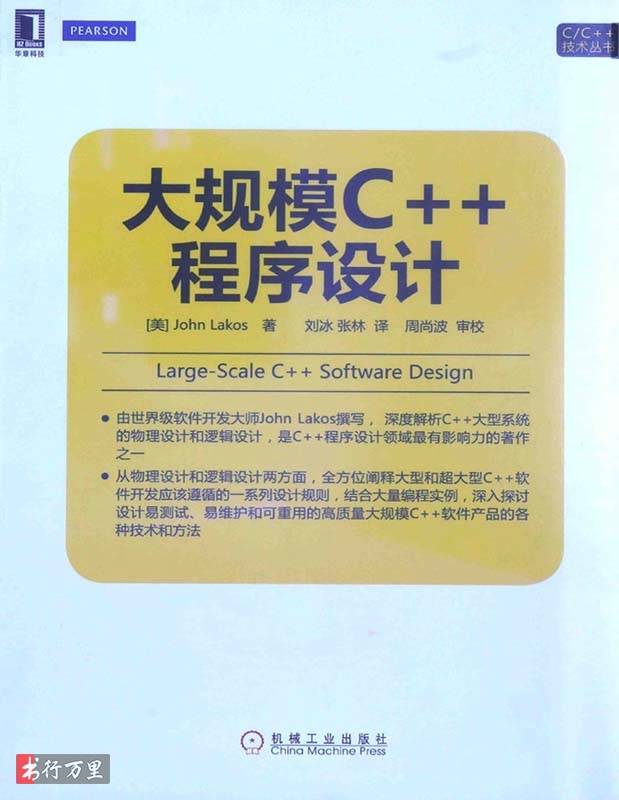 HZ Books
华章科技
PEARSON
C/C++
技术丛书
大规模C++
程序设计
[美] John Lakos 著 刘冰 张林 译 周尚波 审校
Large-Scale C++ Software Design
● 由世界级软件开发大师John Lakos撰写，深度解析C++大型系统
的物理设计和逻辑设计，是C++程序设计领域最有影响力的著作
之一
● 从物理设计和逻辑设计两方面，全方位阐释大型和超大型C++软
件开发应该遵循的一系列设计规则，结合大量编程实例，深入探讨
设计易测试、易维护和可重用的高质量大规模C++软件产品的各
种技术和方法
机械工业出版社
China Machine Press
书行万里